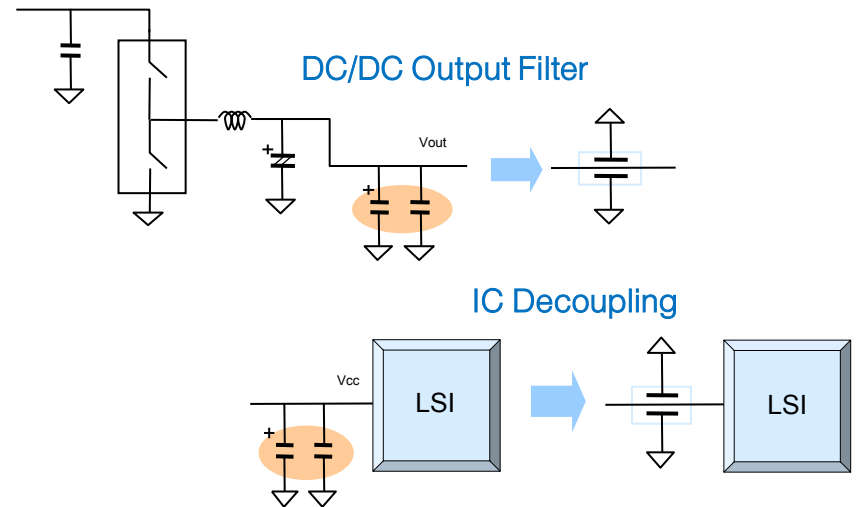 DC/DC Output Filter
+
Vout
+
IC Decoupling
Vcc
LSI
LSI
+